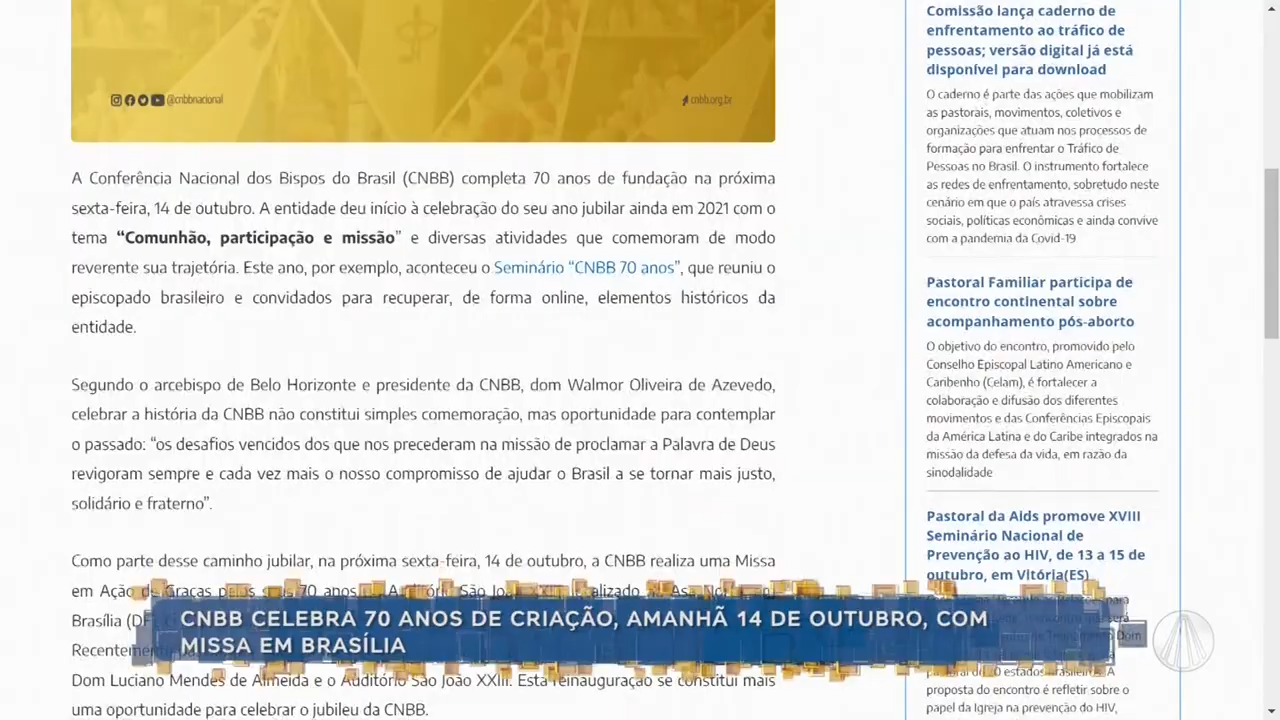 @cnbbnacional
cnbb.org.br
A Conferência Nacional dos Bispos do Brasil (CNBB) completa 70 anos de fundação na próxima
sexta-feira, 14 de outubro. A entidade deu início à celebração do seu ano jubilar ainda em 2021 com o
tema “Comunhão, participação e missão” e diversas atividades que comemoram de modo
reverente sua trajetória. Este ano, por exemplo, aconteceu o Seminário “CNBB 70 anos”, que reuniu o
episcopado brasileiro e convidados para recuperar, de forma online, elementos históricos da
entidade.
Segundo o arcebispo de Belo Horizonte e presidente da CNBB, dom Walmor Oliveira de Azevedo,
celebrar a história da CNBB não constitui simples comemoração, mas oportunidade para contemplar
o passado: “os desafios vencidos dos que nos precederam na missão de proclamar a Palavra de Deus
revigoram sempre e cada vez mais o nosso compromisso de ajudar o Brasil a se tornar mais justo,
solidário e fraterno”.
Como parte desse caminho jubilar, na próxima sexta-feira, 14 de outubro, a CNBB realiza uma Missa
em Ação de Graças
Brasília
Dom Luciano Mendes de Almeida e o Auditório São João XXIII. Esta reinauguração se constitui mais
uma oportunidade para celebrar o jubileu da CNBB.
Comissão lança caderno de
enfrentamento ao tráfico de
pessoas; versão digital já está
disponível para download
O caderno é parte das ações que mobilizam
as pastorais, movimentos, coletivos e
organizações que atuam nos processos de
formação para enfrentar o Tráfico de
Pessoas no Brasil. O instrumento fortalece
as redes de enfrentamento, sobretudo neste
cenário em que o país atravessa crises
sociais, políticas econômicas e ainda convive
com a pandemia da Covid-19
Pastoral Familiar participa de
encontro continental sobre
acompanhamento pós-aborto
O objetivo do encontro, promovido pelo
Conselho Episcopal Latino Americano e
Caribenho (Celam), é fortalecer a
colaboração e difusão dos diferentes
movimentos e das Conferências Episcopais
da América Latina e do Caribe integrados na
missão da defesa da vida, em razão da
sinodalidade
Pastoral da Aids promove XVIII
Seminário Nacional de
Prevenção ao HIV, de 13 a 15 de
outubro, em Vitória(ES)
Dom
proposta do encontro é refletir sobre o
papel da Igreja na prevenção do HIV,
CNBB CELEBRA 70 ANOS DE CRIAÇÃO, AMANHÃ 14 DE OUTUBRO, COM
MISSA EM BRASÍLIA